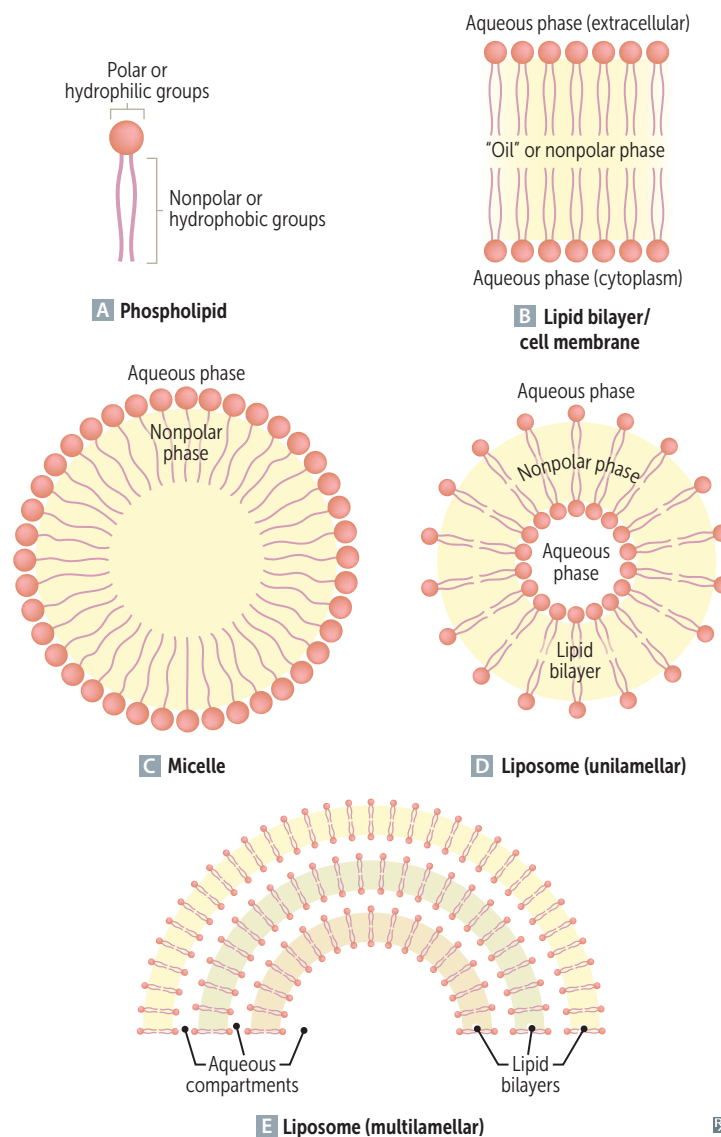 Polar or
hydrophilic groups
Nonpolar or
hydrophobic groups
A Phospholipid
Aqueous phase (extracellular)
"Oil" or nonpolar phase
Aqueous phase (cytoplasm)
B Lipid bilayer/
cell membrane
Aqueous phase
Nonpolar
phase
C Micelle
Aqueous phase
Nonpolar phase
Aqueous
phase
Lipid
bilayer
D Liposome (unilamellar)
Aqueous
compartments
Lipid
bilayers
E Liposome (multilamellar)